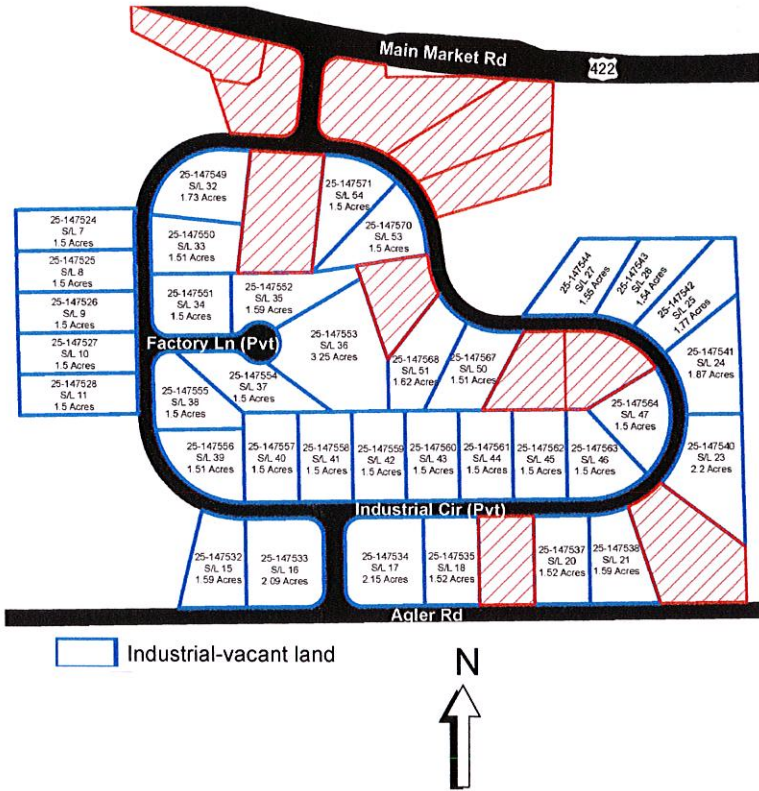 Main Market Rd
422
25-147549
S/L 32
1.73 Acres
25-147571
S/L 54
1.5 Acres
25-147524
S/L 7
1.5 Acres
25-147550
S/L 33
1.51 Acres
25-147570
S/L 53
1.5 Acres
25-147525
S/L 8
1.5 Acres
25-147544
S/L 27
1.55 Acres
25-147543
S/L 26
1.54 Acres
25-147542
S/L 25
1.77 Acres
25-147526
S/L 9
1.5 Acres
25-147551
S/L 34
1.5 Acres
25-147552
S/L 35
1.59 Acres
25-147527
S/L 10
1.5 Acres
Factory Ln (Pvt)
25-147553
S/L 36
3.25 Acres
25-147568
S/L 51
1.62 Acres
25-147567
S/L 50
1.51 Acres
25-147541
S/L 24
1.87 Acres
25-147528
S/L 11
1.5 Acres
25-147555
S/L 38
1.5 Acres
25-147554
S/L 37
1.5 Acres
25-147564
S/L 47
1.5 Acres
25-147556
S/L 39
1.51 Acres
25-147557
S/L 40
1.5 Acres
25-147558
S/L 41
1.5 Acres
25-147559
S/L 42
1.5 Acres
25-147560
S/L 43
1.5 Acres
25-147561
S/L 44
1.5 Acres
25-147562
S/L 45
1.5 Acres
25-147563
S/L 46
1.5 Acres
25-147540
S/L 23
2.2 Acres
Industrial Cir (Pvt)
25-147532
S/L 15
1.59 Acres
25-147533
S/L 16
2.09 Acres
25-147534
S/L 17
2.15 Acres
25-147535
S/L 18
1.52 Acres
25-147537
S/L 20
1.52 Acres
25-147538
S/L 21
1.59 Acres
Agler Rd
Industrial-vacant land
N